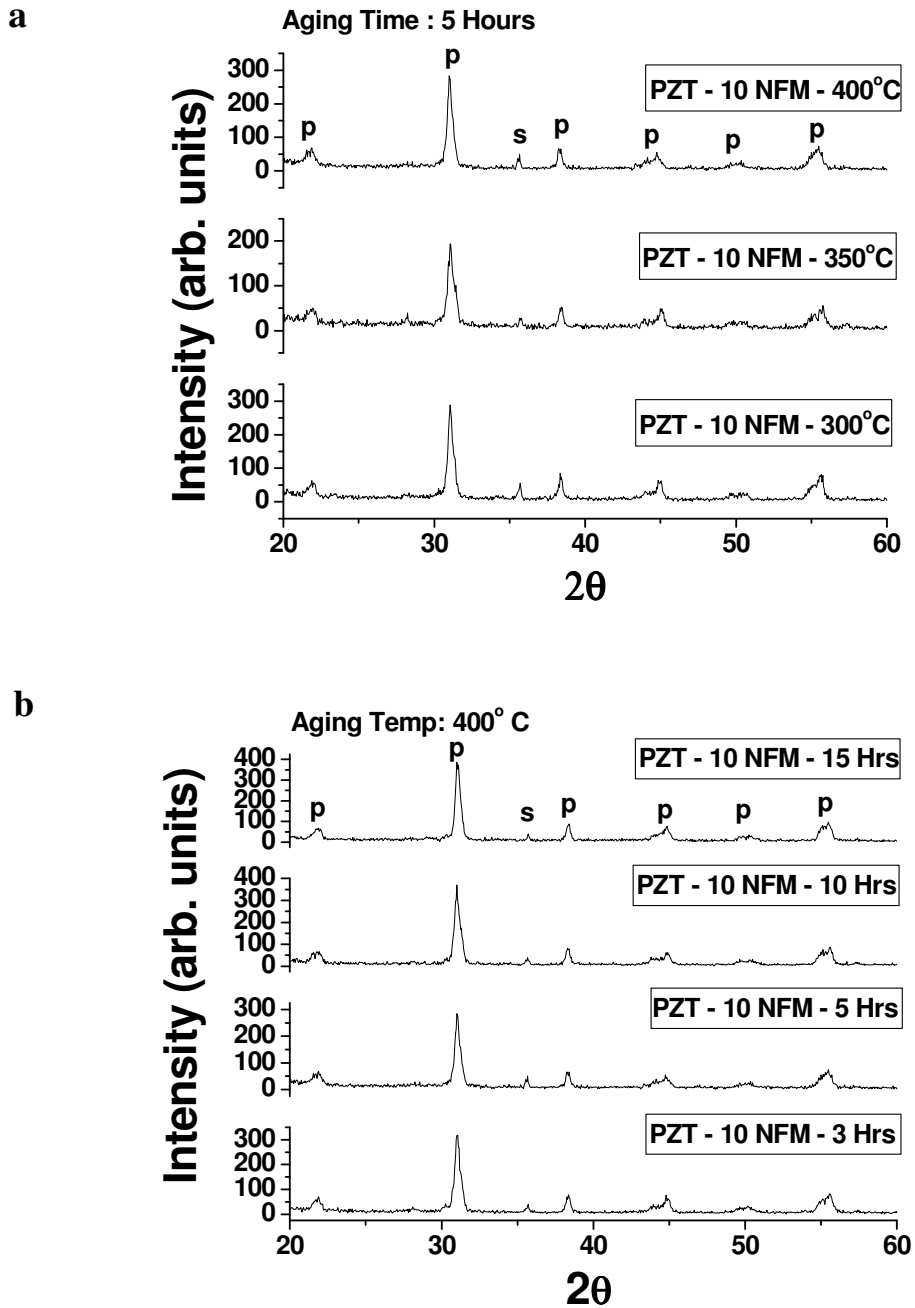 a
Aging Time : 5 Hours
p
p
s
p
p
p
p
PZT - 10 NFM - 400°C
300
200
100
0
PZT - 10 NFM - 350°C
200
100
0
PZT - 10 NFM - 300°C
300
200
100
0
Intensity (arb. units)
20
30
40
50
60
2θ
b
Aging Temp: 400° C
p
p
s
p
p
p
p
PZT - 10 NFM - 15 Hrs
400
300
200
100
0
PZT - 10 NFM - 10 Hrs
400
300
200
100
0
PZT - 10 NFM - 5 Hrs
300
200
100
0
PZT - 10 NFM - 3 Hrs
300
200
100
0
Intensity (arb. units)
20
30
40
50
60
2θ